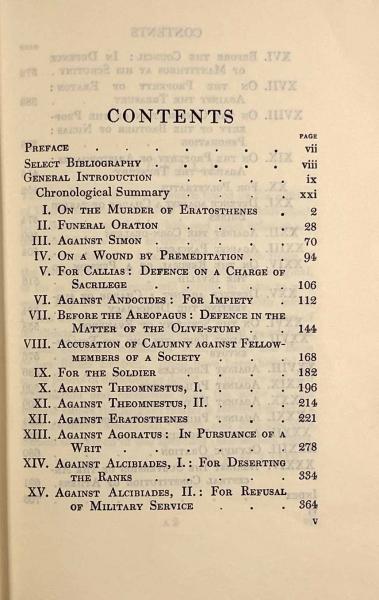 CONTENTS
PAGE
Preface . . . . . . vii
Select Bibliography . . . . . viii
General Introduction . . . . ix
Chronological Summary . . . . xxi
I. On the Murder of Eratosthenes . 2
II. Funeral Oration . . . . 28
III. Against Simon . . . . 70
IV. On a Wound by Premeditation . . 94
V. For Callias : Defence on a Charge of
Sacrilege . . . . . 106
VI. Against Andocides : For Impiety . 112
VII. Before the Areopagus : Defence in the
Matter of the Olive-stump . . 144
VIII. Accusation of Calumny against Fellow-
members of a Society . . . 168
IX. For the Soldier . . . . 182
X. Against Theomnestus, I. . . . 196
XI. Against Theomnestus, II. . . . 214
XII. Against Eratosthenes . . . 221
XIII. Against Agoratus : In Pursuance of a
Writ . . . . . 278
XIV. Against Alcibiades, I. : For Deserting
the Ranks . . . . 334
XV. Against Alcibiades, II. : For Refusal
of Military Service . . . 364
v